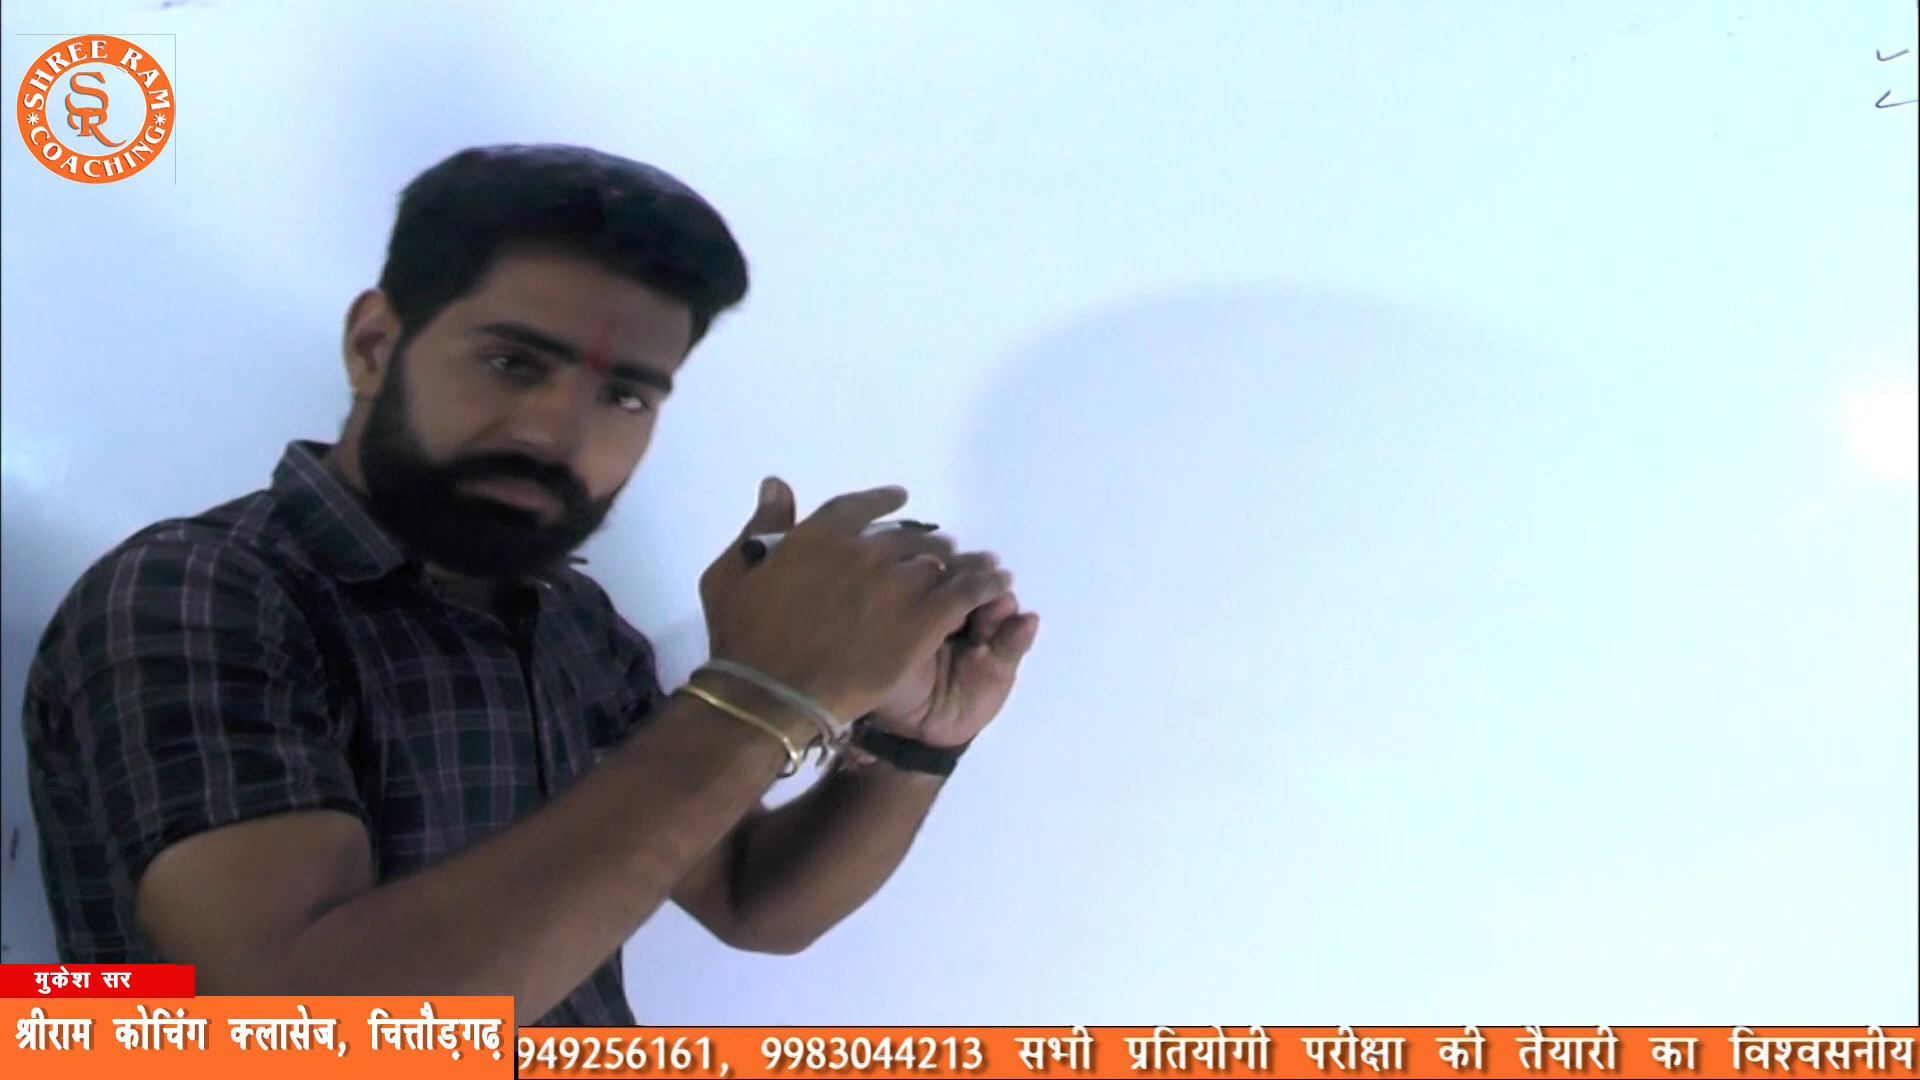 SHREE RAM
SR
COACHING
मुकेश सर
श्रीराम कोचिंग क्लासेज, चित्तौड़गढ़
949256161, 9983044213 सभी प्रतियोगी परीक्षा की तैयारी का विश्वसनीय